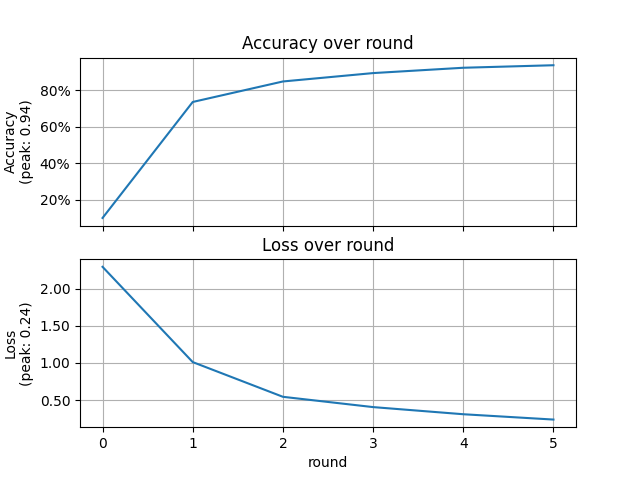 Accuracy over round
Accuracy
(peak: 0.94)
80%
60%
40%
20%
Loss over round
Loss
(peak: 0.24)
2.00
1.50
1.00
0.50
0 1 2 3 4 5
round